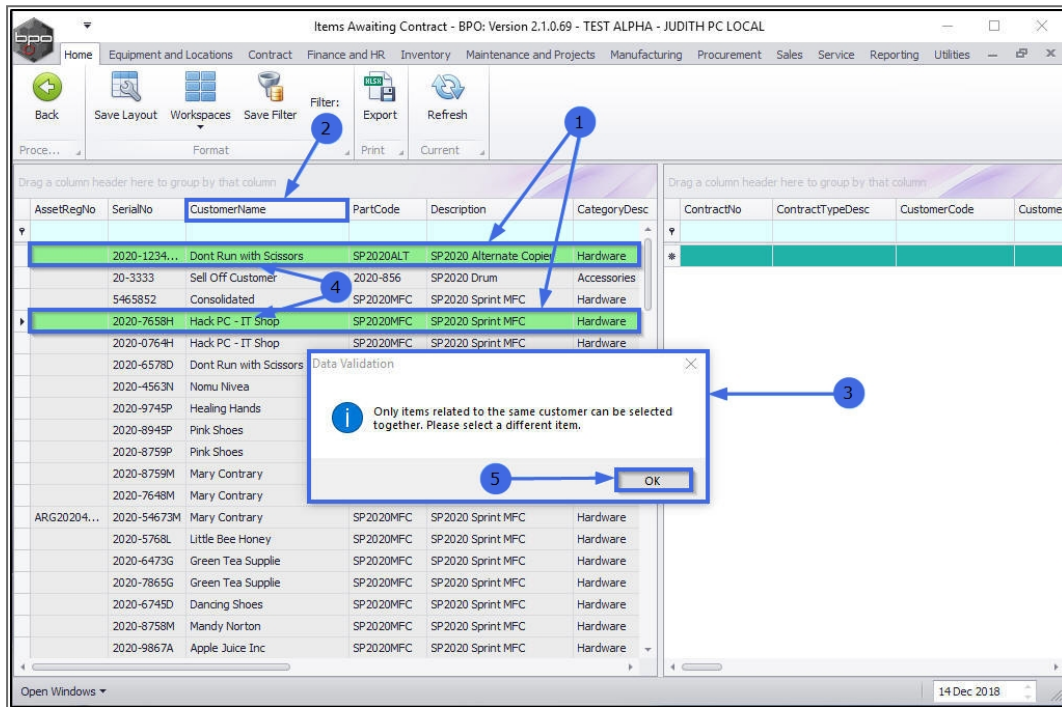 Items Awaiting Contract - BPO: Version 2.1.0.69 - TEST ALPHA - JUDITH PC LOCAL
bpo
Home Equipment and Locations Contract Finance and HR Inventory Maintenance and Projects Manufacturing Procurement Sales Service Reporting Utilities
XLSX
Back Save Layout Workspaces Save Filter Filter: Export Refresh
2
1
Proce... Format Print Current
Drag a column header here to group by that column Drag a column header here to group by that column
AssetRegNo SerialNo CustomerName PartCode Description CategoryDesc ContractNo ContractTypeDesc CustomerCode Custome
2020-1234... Dont Run with Scissors SP2020ALT SP2020 Alternate Copier Hardware
20-3333 Sell Off Customer 2020-856 SP2020 Drum Accessories
4
5465852 Consolidated SP2020MFC SP2020 Sprint MFC Hardware
2020-7658H Hack PC - IT Shop SP2020MFC SP2020 Sprint MFC Hardware
2020-0764H Hack PC - IT Shop SP2020MFC SP2020 Sprint MFC Hardware
2020-6578D Dont Run with Scissors Data Validation
2020-4563N Nomu Nivea
3
2020-9745P Healing Hands Only items related to the same customer can be selected
together. Please select a different item.
2020-8945P Pink Shoes
2020-8759P Pink Shoes
2020-8759M Mary Contrary 5 OK
2020-7648M Mary Contrary
ARG20204... 2020-54673M Mary Contrary SP2020MFC SP2020 Sprint MFC Hardware
2020-5768L Little Bee Honey SP2020MFC SP2020 Sprint MFC Hardware
2020-6473G Green Tea Supplie SP2020MFC SP2020 Sprint MFC Hardware
2020-7865G Green Tea Supplie SP2020MFC SP2020 Sprint MFC Hardware
2020-6745D Dancing Shoes SP2020MFC SP2020 Sprint MFC Hardware
2020-8758M Mandy Norton SP2020MFC SP2020 Sprint MFC Hardware
2020-9867A Apple Juice Inc SP2020MFC SP2020 Sprint MFC Hardware
Open Windows 14 Dec 2018